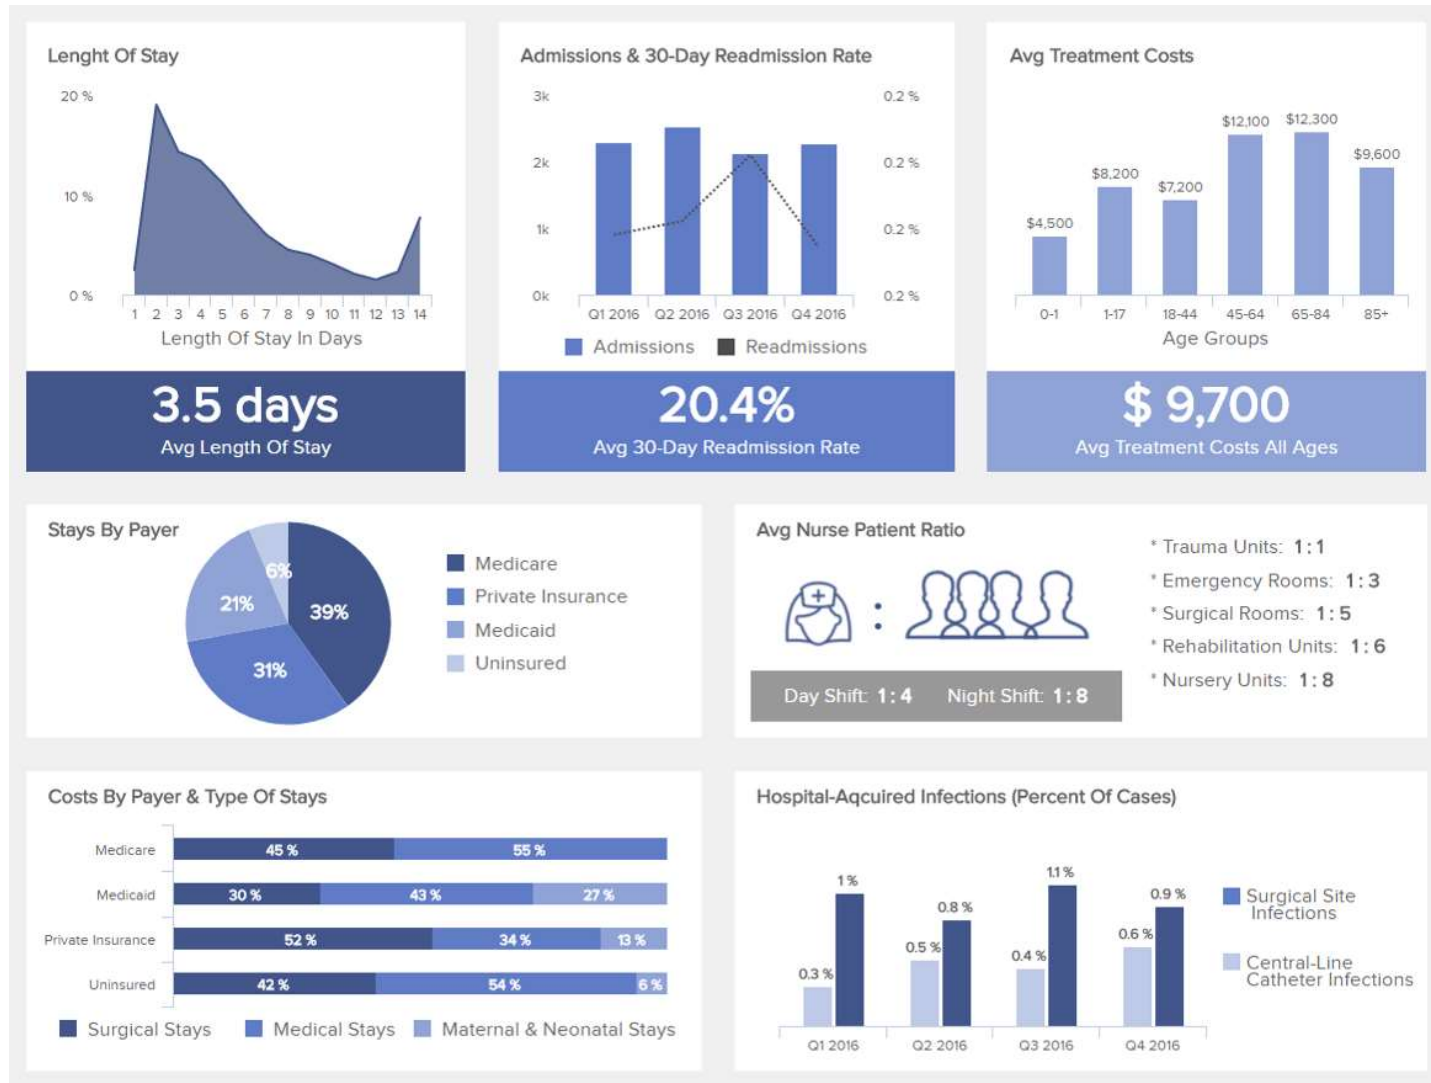 Lenght Of Stay
20 %
10 %
0 %
1 2 3 4 5 6 7 8 9 10 11 12 13 14
Length Of Stay In Days
3.5 days
Avg Length Of Stay
Admissions & 30-Day Readmission Rate
3k
2k
1k
0k
0.2 %
0.2 %
0.2 %
0.2 %
Q1 2016 Q2 2016 Q3 2016 Q4 2016
Admissions Readmissions
20.4%
Avg 30-Day Readmission Rate
Avg Treatment Costs
$4,500
$8,200
$7,200
$12,100
$12,300
$9,600
0-1 1-17 18-44 45-64 65-84 85+
Age Groups
$ 9,700
Avg Treatment Costs All Ages
Stays By Payer
6%
21%
39%
31%
Medicare
Private Insurance
Medicaid
Uninsured
Avg Nurse Patient Ratio
:
Day Shift: 1 : 4 Night Shift: 1 : 8
* Trauma Units: 1 : 1
* Emergency Rooms: 1 : 3
* Surgical Rooms: 1 : 5
* Rehabilitation Units: 1 : 6
* Nursery Units: 1 : 8
Costs By Payer & Type Of Stays
Medicare 45 % 55 %
Medicaid 30 % 43 % 27 %
Private Insurance 52 % 34 % 13 %
Uninsured 42 % 54 % 6 %
Surgical Stays Medical Stays Maternal & Neonatal Stays
Hospital-Aqcuired Infections (Percent Of Cases)
0.3 %
1 %
0.5 %
0.8 %
0.4 %
1.1 %
0.6 %
0.9 %
Q1 2016 Q2 2016 Q3 2016 Q4 2016
Surgical Site
Infections
Central-Line
Catheter Infections